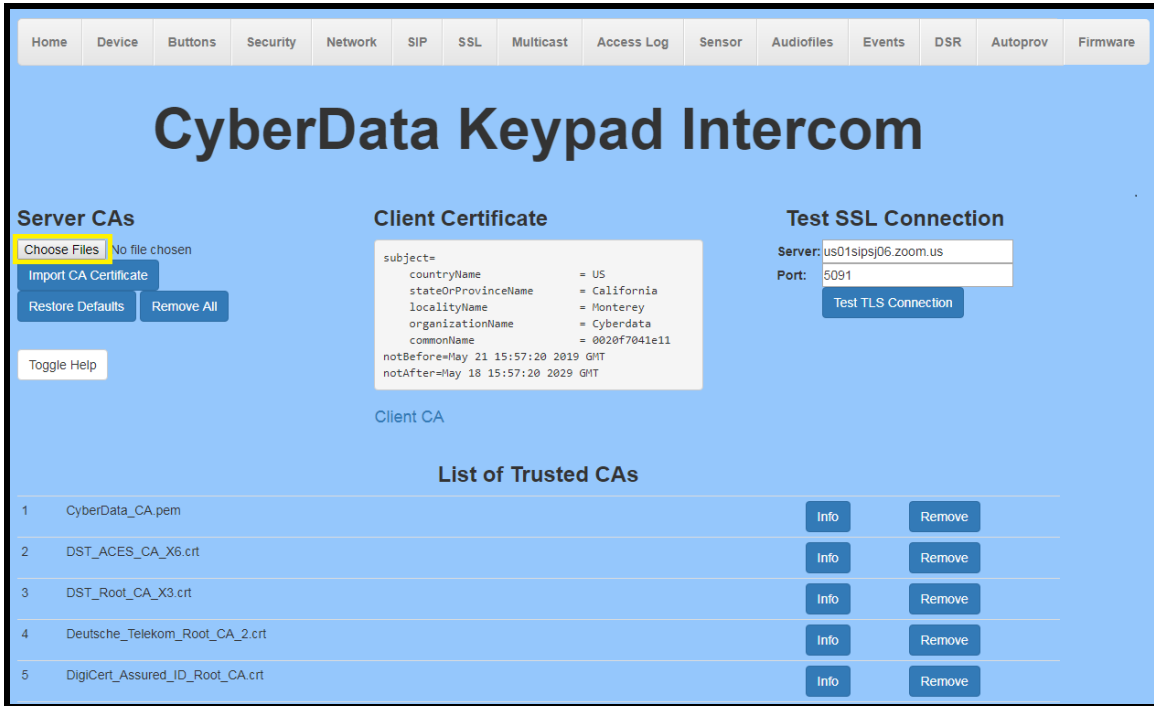 Home Device Buttons Security Network SIP SSL Multicast Access Log Sensor Audiofiles Events DSR Autoprov Firmware
CyberData Keypad Intercom
Server CAs
Choose Files No file chosen
Import CA Certificate
Restore Defaults Remove All
Toggle Help
Client Certificate
subject=
countryName = US
stateOrProvinceName = California
localityName = Monterey
organizationName = Cyberdata
commonName = 0020f7041e11
notBefore=May 21 15:57:20 2019 GMT
notAfter=May 18 15:57:20 2029 GMT
Client CA
Test SSL Connection
Server: us01sipsj06.zoom.us
Port: 5091
Test TLS Connection
List of Trusted CAs
1 CyberData_CA.pem Info Remove
2 DST_ACES_CA_X6.crt Info Remove
3 DST_Root_CA_X3.crt Info Remove
4 Deutsche_Telekom_Root_CA_2.crt Info Remove
5 DigiCert_Assured_ID_Root_CA.crt Info Remove